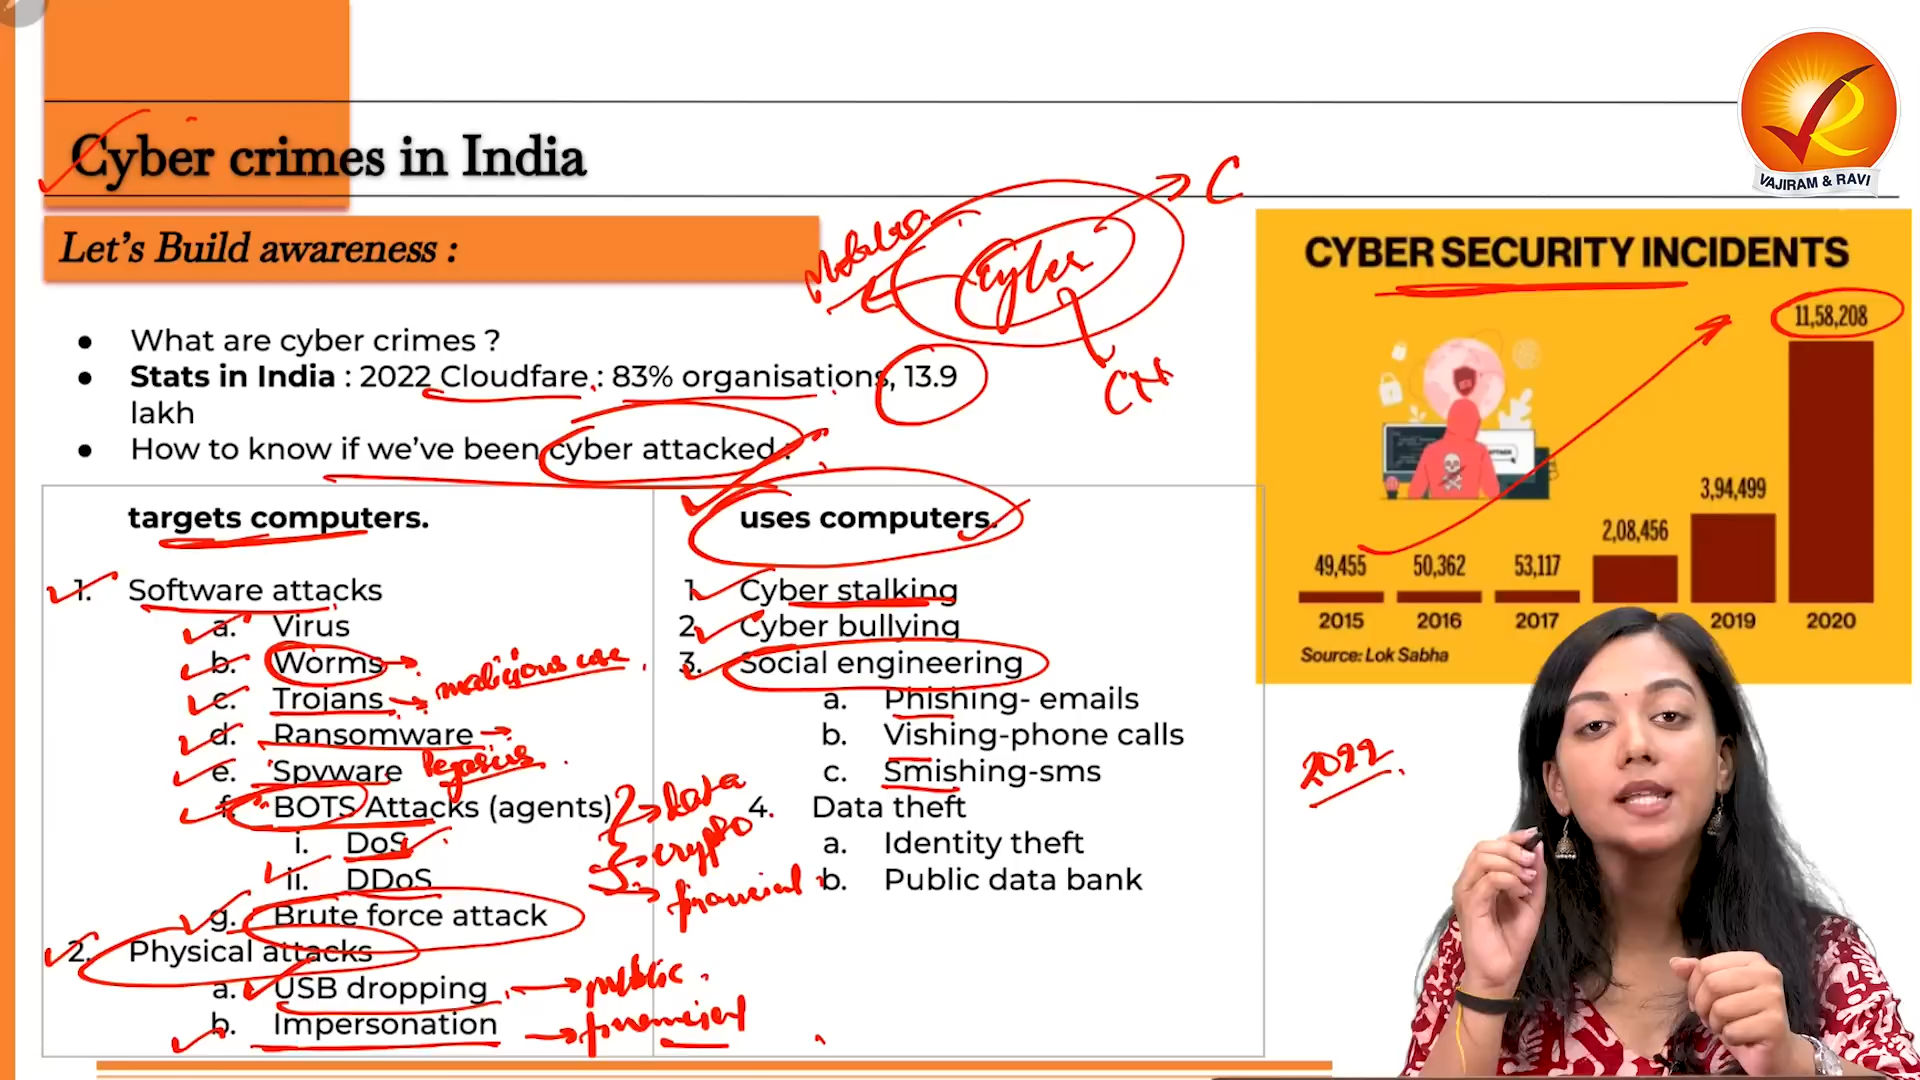 VAJIRAM & RAVI
Cyber crimes in India
Let's Build awareness :
Malware
Cyber
C
● What are cyber crimes ?
● Stats in India : 2022 Cloudfare : 83% organisations, 13.9
lakh
● How to know if we've been cyber attacked :
targets computers.
1. Software attacks
a. Virus
b. Worms
malicious use
c. Trojans
d. Ransomware
e. Spyware Pegasus
f. BOTS Attacks (agents)
i. DoS
ii. DDoS
data
crypto
financial
g. Brute force attack
2. Physical attacks
a. USB dropping public
b. Impersonation
uses computers.
1. Cyber stalking
2. Cyber bullying
3. Social engineering
a. Phishing- emails
b. Vishing-phone calls
c. Smishing-sms
4. Data theft
a. Identity theft
b. Public data bank
CYBER SECURITY INCIDENTS
11,58,208
3,94,499
2,08,456
49,455 50,362 53,117
2015 2016 2017 2019 2020
Source: Lok Sabha
2022